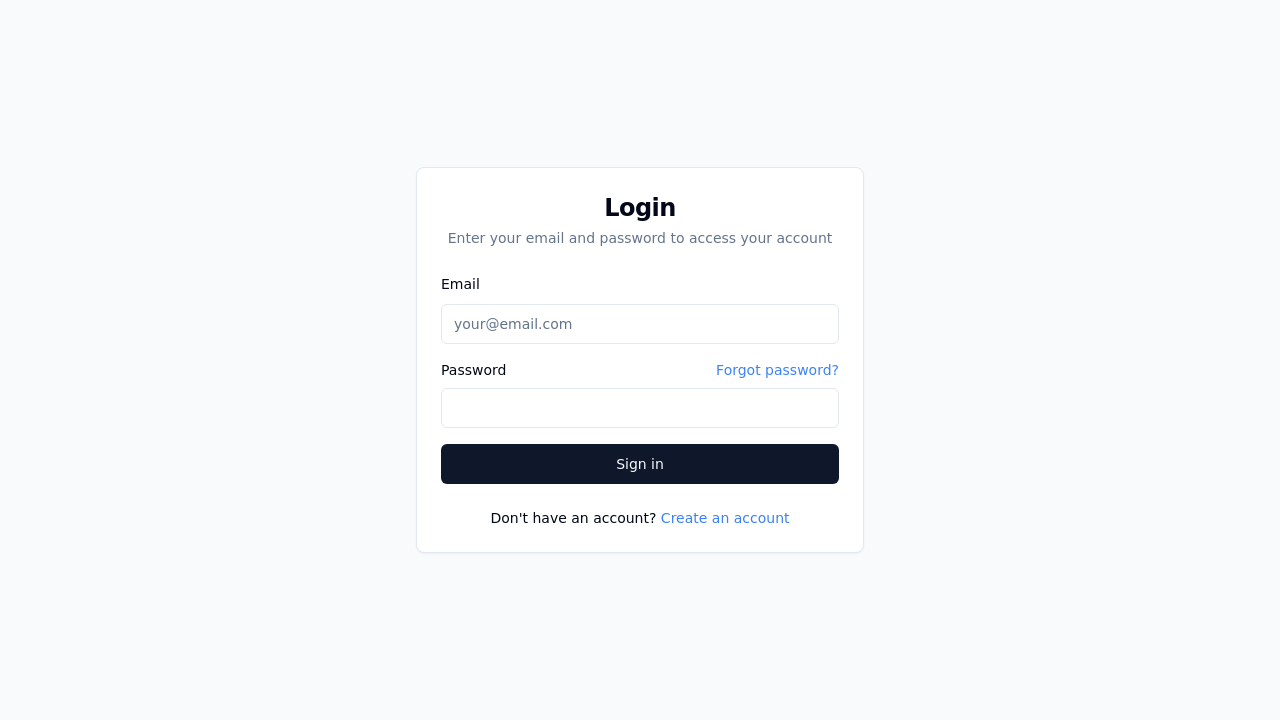 Login
Enter your email and password to access your account
Email
your@email.com
Password Forgot password?
Sign in
Don't have an account? Create an account